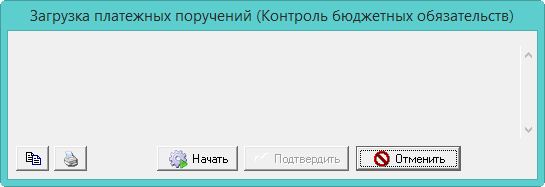 Загрузка платежных поручений (Контроль бюджетных обязательств)
Начать Подтвердить Отменить